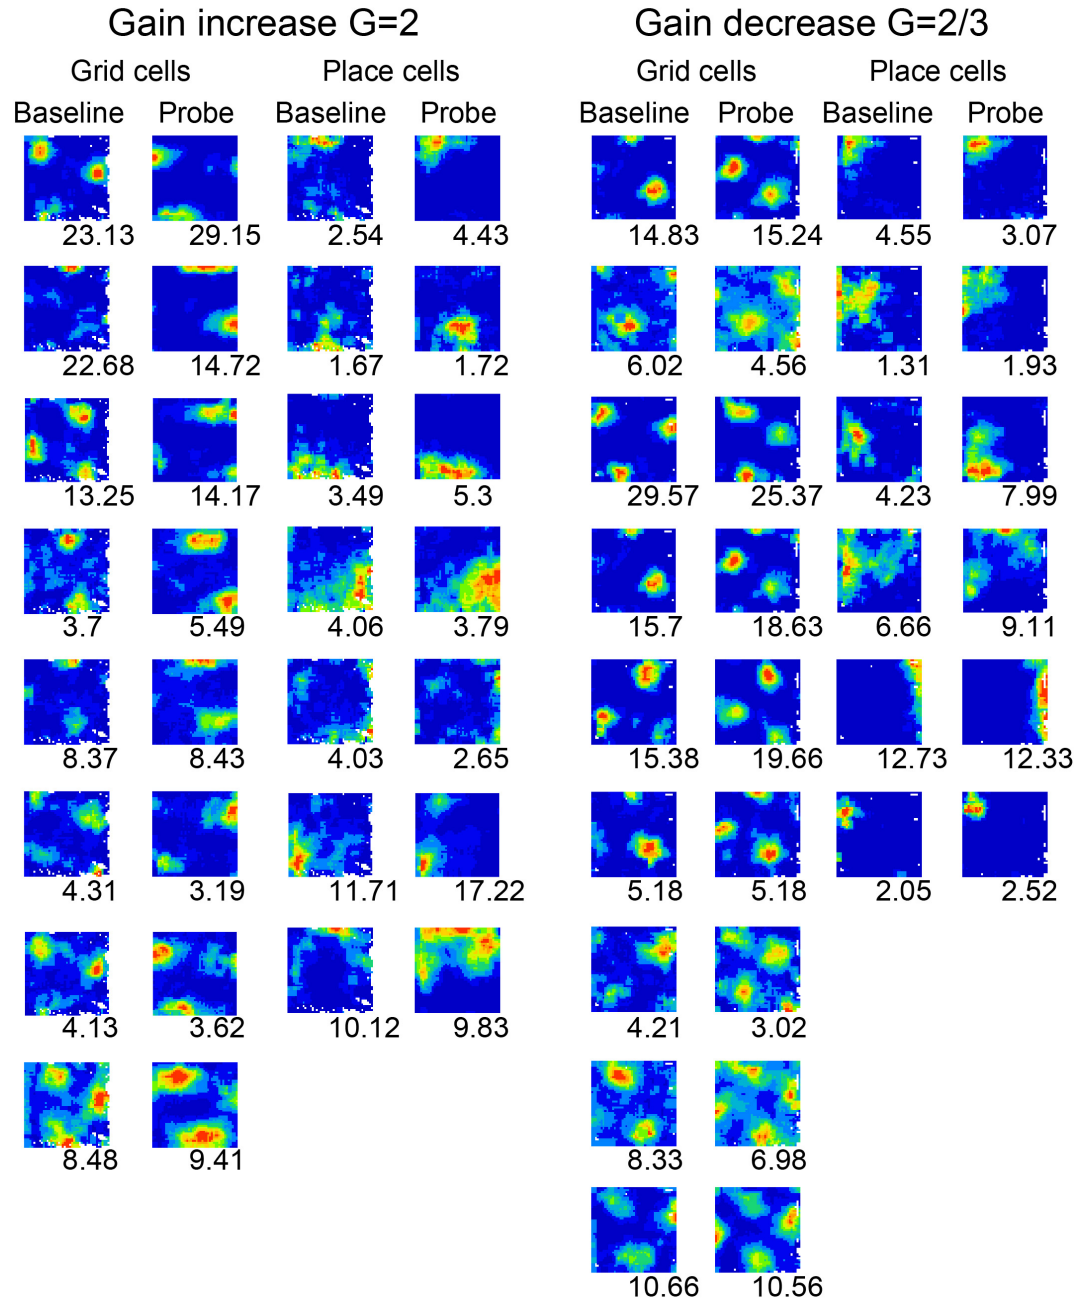 Gain increase G=2 Gain decrease G=2/3
Grid cells Place cells Grid cells Place cells
Baseline Probe Baseline Probe Baseline Probe Baseline Probe
23.13 29.15 2.54 4.43 14.83 15.24 4.55 3.07
22.68 14.72 1.67 1.72 6.02 4.56 1.31 1.93
13.25 14.17 3.49 5.3 29.57 25.37 4.23 7.99
3.7 5.49 4.06 3.79 15.7 18.63 6.66 9.11
8.37 8.43 4.03 2.65 15.38 19.66 12.73 12.33
4.31 3.19 11.71 17.22 5.18 5.18 2.05 2.52
4.13 3.62 10.12 9.83 4.21 3.02
8.48 9.41 8.33 6.98
10.66 10.56